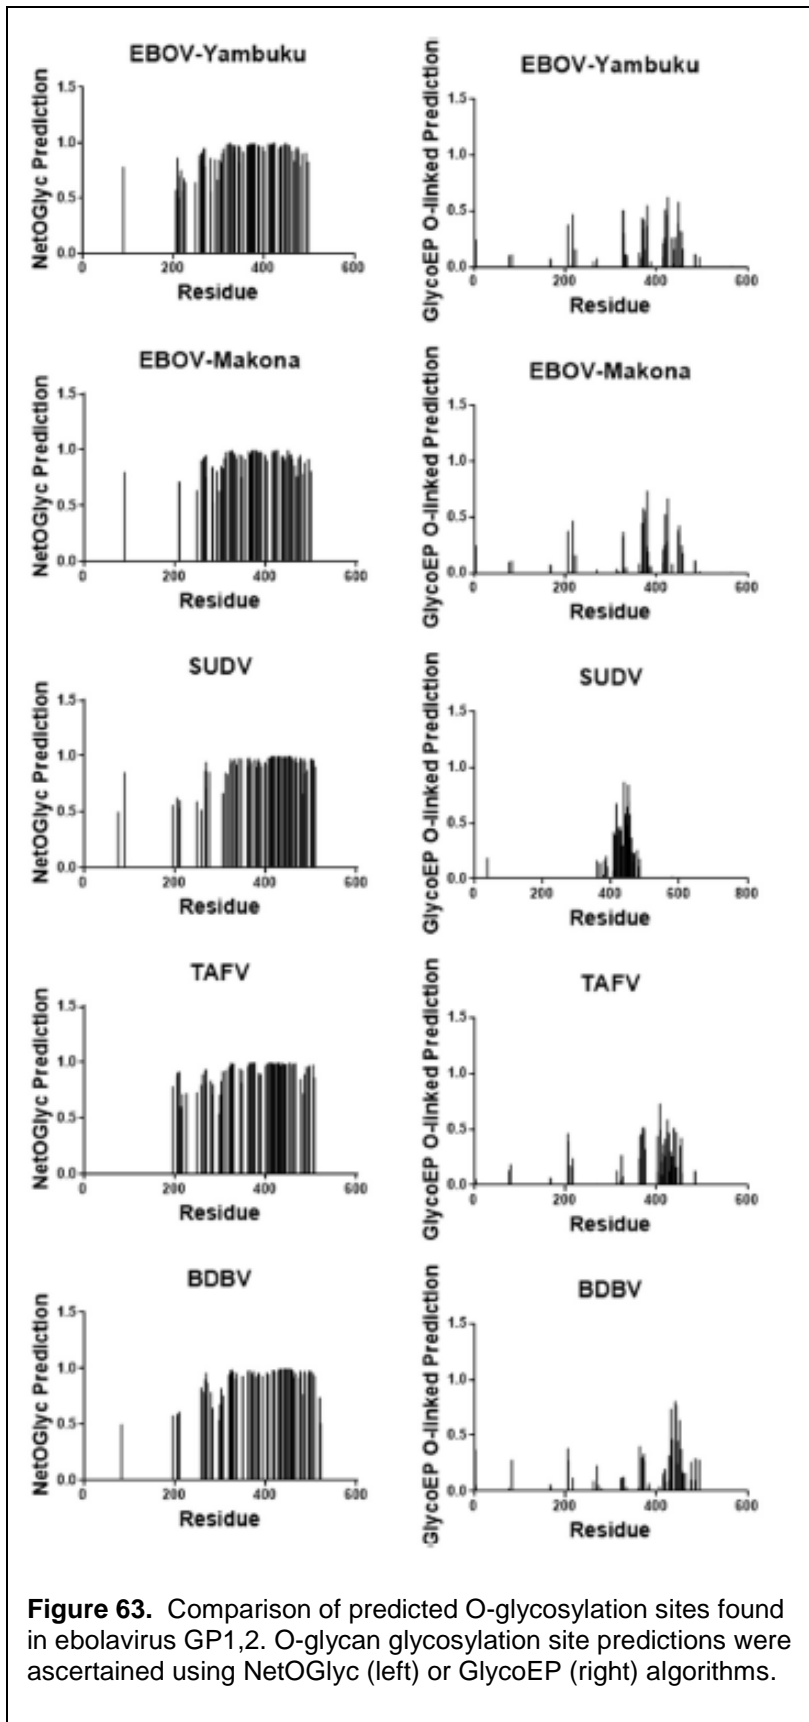 EBOV-Yambuku
NetOGlyc Prediction
1.5
1.0
0.5
0.0
0 200 400 600
Residue
EBOV-Yambuku
GlycoEP O-linked Prediction
1.5
1.0
0.5
0.0
0 200 400 600
Residue
EBOV-Makona
NetOGlyc Prediction
1.5
1.0
0.5
0.0
0 200 400 600
Residue
EBOV-Makona
GlycoEP O-linked Prediction
1.5
1.0
0.5
0.0
0 200 400 600
Residue
SUDV
NetOGlyc Prediction
1.5
1.0
0.5
0.0
0 200 400 600
Residue
SUDV
GlycoEP O-linked Prediction
1.5
1.0
0.5
0.0
0 200 400 600 800
Residue
TAFV
NetOGlyc Prediction
1.5
1.0
0.5
0.0
0 200 400 600
Residue
TAFV
GlycoEP O-linked Prediction
1.5
1.0
0.5
0.0
0 200 400 600
Residue
BDBV
NetOGlyc Prediction
1.5
1.0
0.5
0.0
0 200 400 600
Residue
BDBV
GlycoEP O-linked Prediction
1.5
1.0
0.5
0.0
0 200 400 600
Residue
Figure 63. Comparison of predicted O-glycosylation sites found
in ebolavirus GP1,2. O-glycan glycosylation site predictions were
ascertained using NetOGlyc (left) or GlycoEP (right) algorithms.